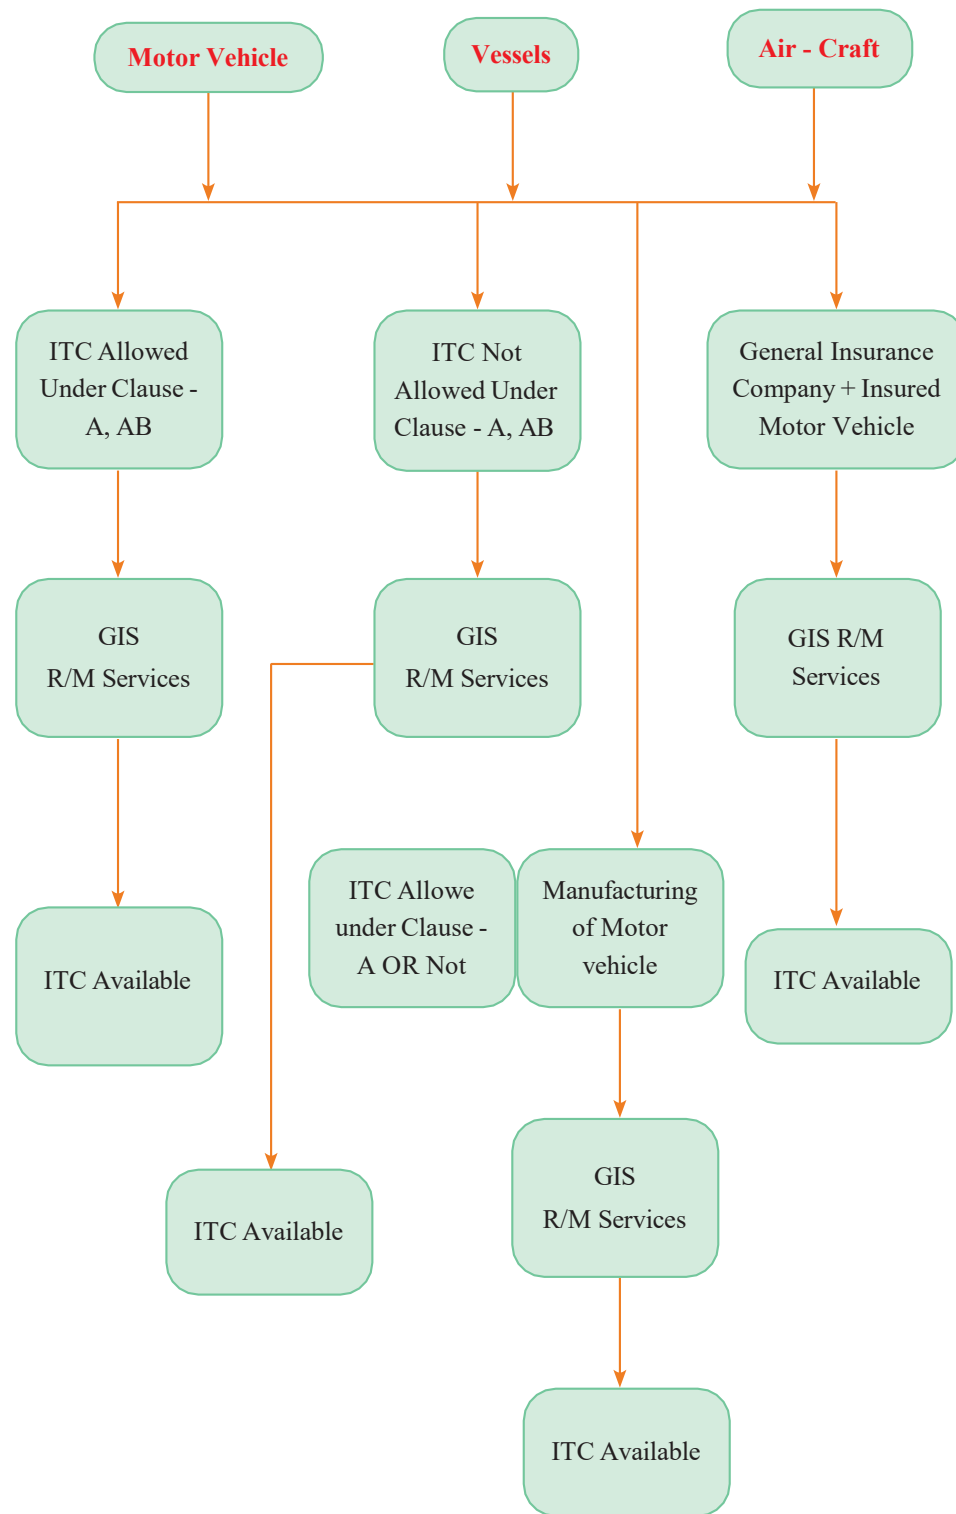 Motor Vehicle
Vessels
Air - Craft
ITC Allowed
Under Clause -
A, AB
ITC Not
Allowed Under
Clause - A, AB
General Insurance
Company + Insured
Motor Vehicle
GIS
R/M Services
GIS
R/M Services
GIS R/M
Services
ITC Allowe
under Clause -
A OR Not
Manufacturing
of Motor
vehicle
ITC Available
ITC Available
ITC Available
GIS
R/M Services
ITC Available